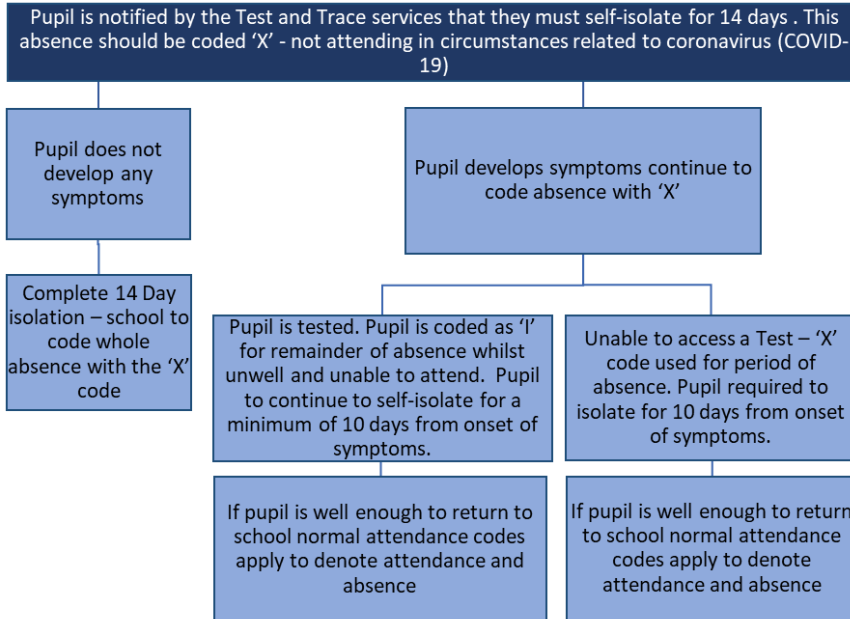 Pupil is notified by the Test and Trace services that they must self-isolate for 14 days . This
absence should be coded ‘X’ - not attending in circumstances related to coronavirus (COVID-
19)
Pupil does not
develop any
symptoms
Pupil develops symptoms continue to
code absence with ‘X’
Complete 14 Day
isolation – school to
code whole
absence with the ‘X’
code
Pupil is tested. Pupil is coded as ‘I’
for remainder of absence whilst
unwell and unable to attend. Pupil
to continue to self-isolate for a
minimum of 10 days from onset of
symptoms.
Unable to access a Test – ‘X’
code used for period of
absence. Pupil required to
isolate for 10 days from onset
of symptoms.
If pupil is well enough to return to
school normal attendance codes
apply to denote attendance and
absence
If pupil is well enough to return
to school normal attendance
codes apply to denote
attendance and absence